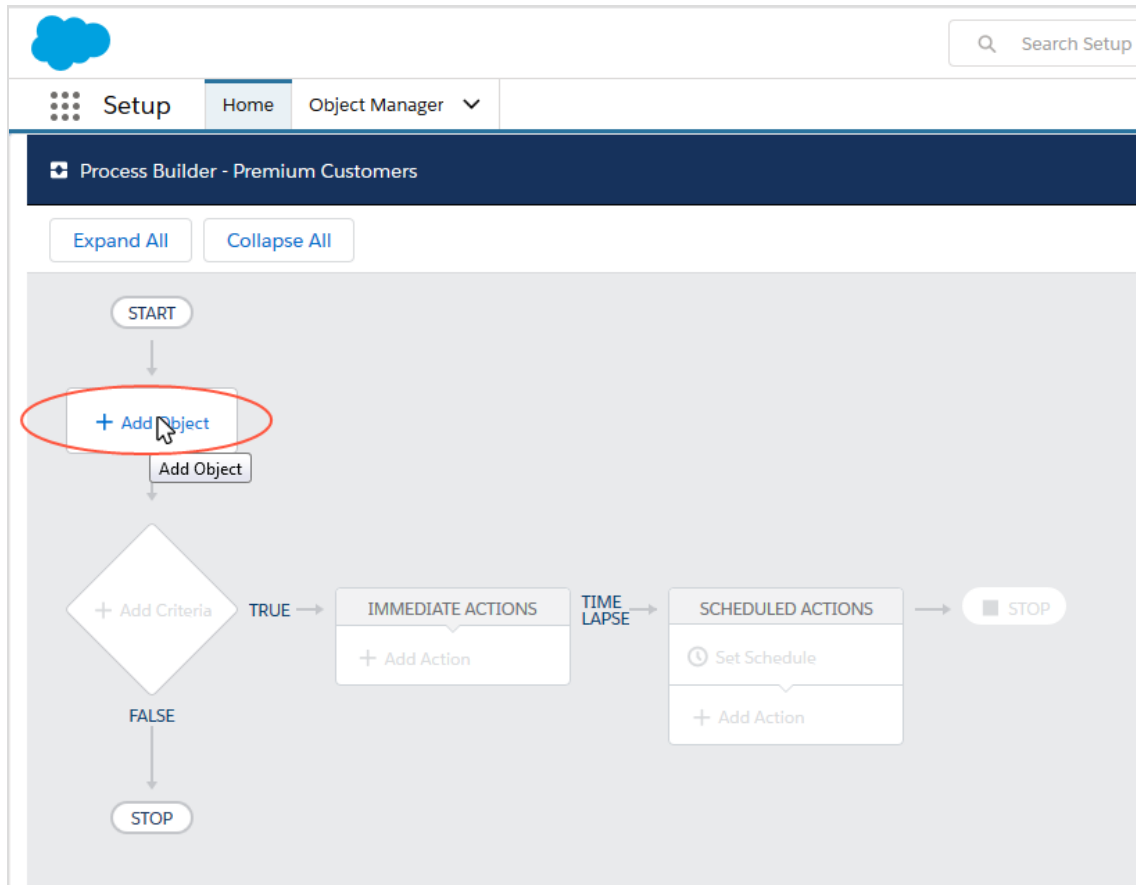 Search Setup
Setup
Home
Object Manager
Process Builder - Premium Customers
Expand All
Collapse All
START
+ Add Object
Add Object
+ Add Criteria
TRUE
IMMEDIATE ACTIONS
+ Add Action
TIME
LAPSE
SCHEDULED ACTIONS
Set Schedule
+ Add Action
STOP
FALSE
STOP